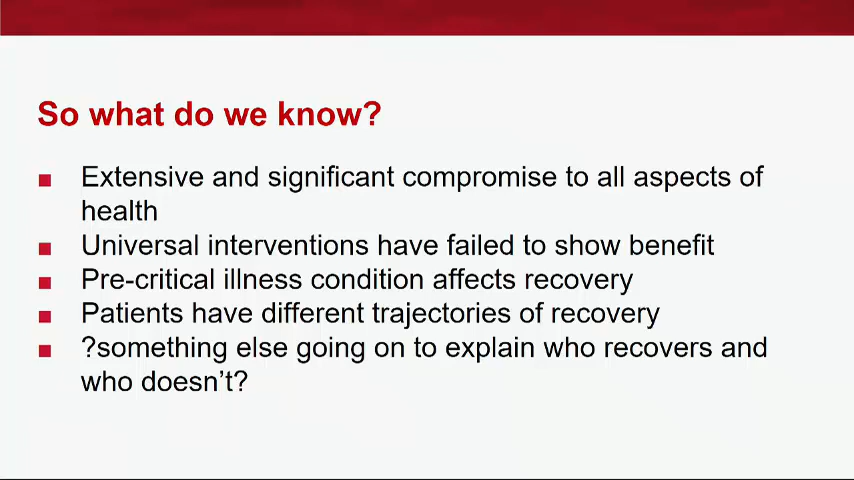 So what do we know?
Extensive and significant compromise to all aspects of
health
Universal interventions have failed to show benefit
Pre-critical illness condition affects recovery
Patients have different trajectories of recovery
?something else going on to explain who recovers and
who doesn’t?